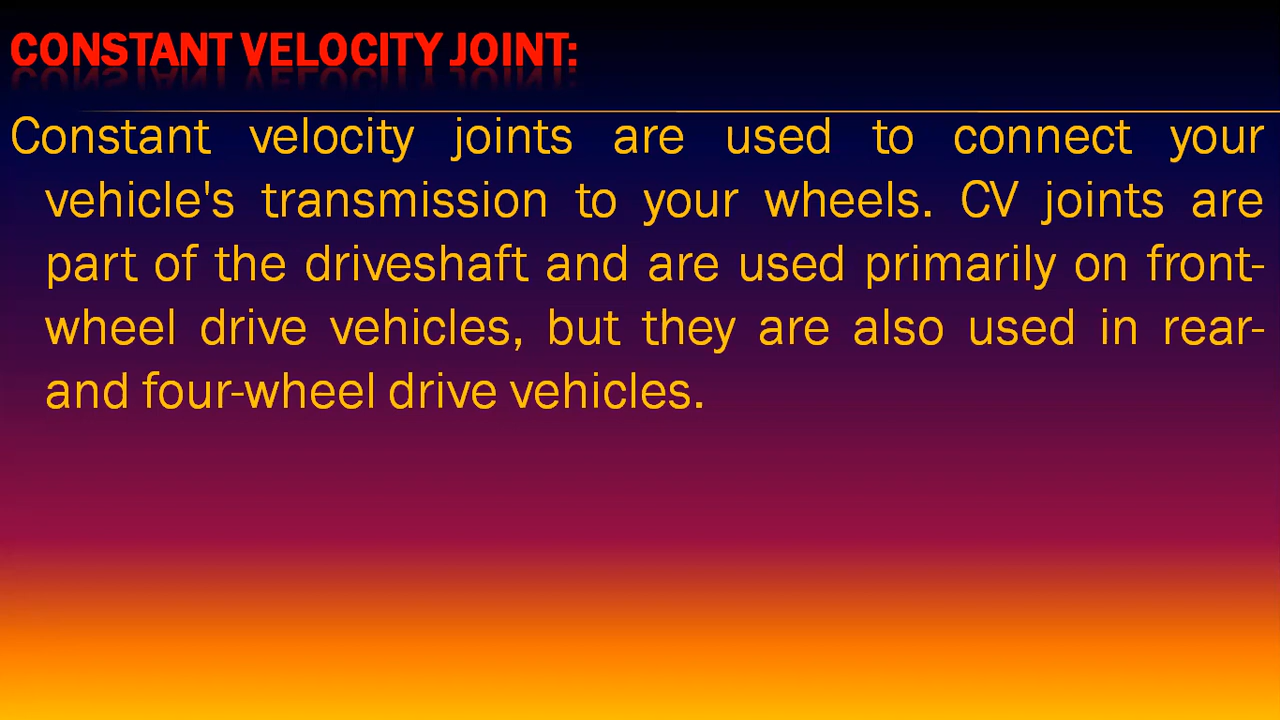 CONSTANT VELOCITY JOINT:
Constant velocity joints are used to connect your
vehicle's transmission to your wheels. CV joints are
part of the driveshaft and are used primarily on front-
wheel drive vehicles, but they are also used in rear-
and four-wheel drive vehicles.